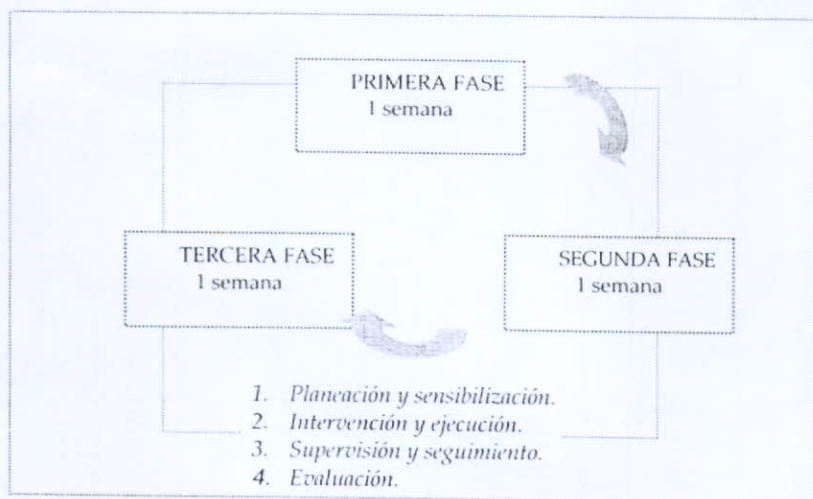 PRIMERA FASE
1 semana
TERCERA FASE
1 semana
SEGUNDA FASE
1 semana
1. Planeación y sensibilización.
2. Intervención y ejecución.
3. Supervisión y seguimiento.
4. Evaluación.